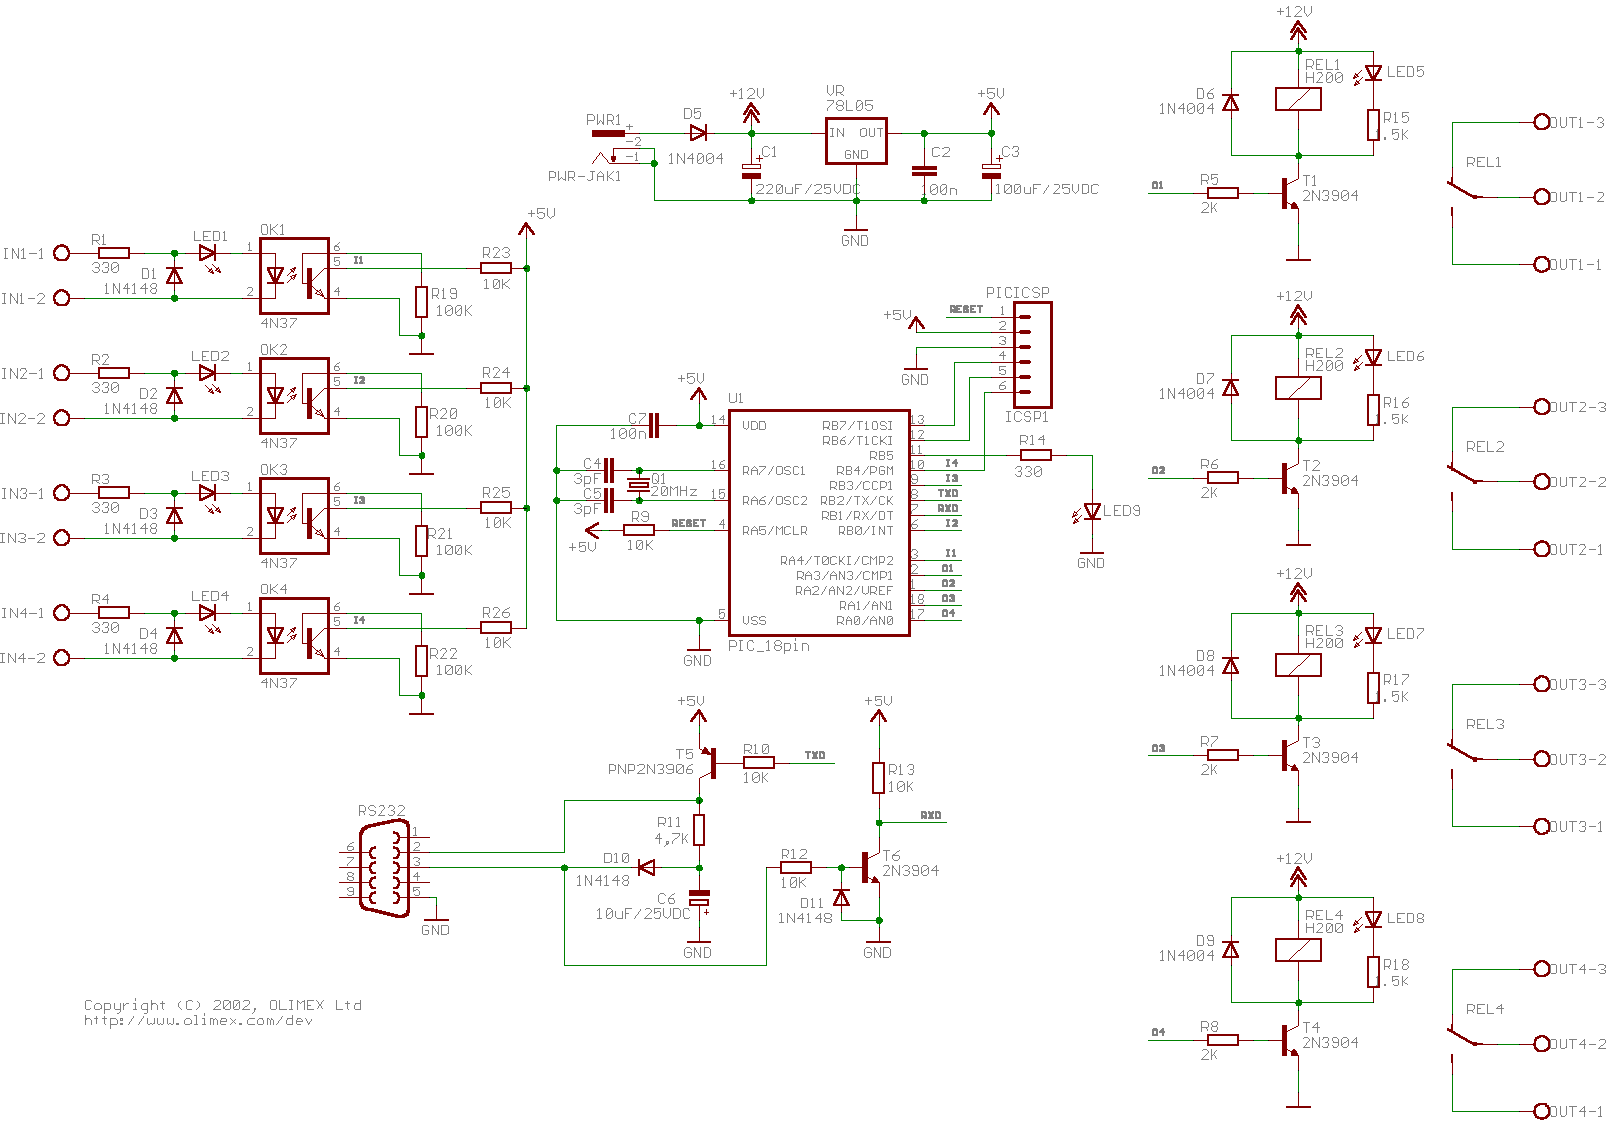 PWR1
+
-2
-1
PWR-JAK1
D5
1N4004
+12V
C1
+
220uF/25VDC
VR
78L05
IN OUT
GND
GND
C2
100n
+5V
C3
+
100uF/25VDC
IN1-1
IN1-2
R1
330
D1
1N4148
LED1
OK1
1
2
6
5
4
4N37
I1
R19
100K
R23
10K
+5V
IN2-1
IN2-2
R2
330
D2
1N4148
LED2
OK2
1
2
6
5
4
4N37
I2
R20
100K
R24
10K
IN3-1
IN3-2
R3
330
D3
1N4148
LED3
OK3
1
2
6
5
4
4N37
I3
R21
100K
R25
10K
IN4-1
IN4-2
R4
330
D4
1N4148
LED4
OK4
1
2
6
5
4
4N37
I4
R22
100K
R26
10K
PICICSP
RESET
+5V
GND
1
2
3
4
5
6
ICSP1
U1
+5V
C7
100n
C4
3pF
C5
3pF
Q1
20MHz
R9
10K
+5V
RESET
14 VDD
16 RA7/OSC1
15 RA6/OSC2
4 RA5/MCLR
5 VSS
GND
RB7/T1OSI 13
RB6/T1CKI 12
RB5 11
RB4/PGM 10 I4
RB3/CCP1 9 I3
RB2/TX/CK 8 TXD
RB1/RX/DT 7 RXD
RB0/INT 6 I2
RA4/T0CKI/CMP2 3 I1
RA3/AN3/CMP1 2 O1
RA2/AN2/VREF 1 O2
RA1/AN1 18 O3
RA0/AN0 17 O4
PIC_18pin
R14
330
LED9
GND
+5V
T5
PNP2N3906
R10
10K
TXD
R11
4,7K
D10
1N4148
C6
10uF/25VDC
+
GND
RS232
1
2
3
4
5
6
7
8
9
GND
+5V
R13
10K
RXD
R12
10K
T6
2N3904
D11
1N4148
GND
+12V
REL1
H200
LED5
D6
1N4004
R15
1.5K
O1
R5
2K
T1
2N3904
REL1
OUT1-3
OUT1-2
OUT1-1
+12V
REL2
H200
LED6
D7
1N4004
R16
1.5K
O2
R6
2K
T2
2N3904
REL2
OUT2-3
OUT2-2
OUT2-1
+12V
REL3
H200
LED7
D8
1N4004
R17
1.5K
O3
R7
2K
T3
2N3904
REL3
OUT3-3
OUT3-2
OUT3-1
+12V
REL4
H200
LED8
D9
1N4004
R18
1.5K
O4
R8
2K
T4
2N3904
REL4
OUT4-3
OUT4-2
OUT4-1
Copyright (C) 2002, OLIMEX Ltd
http://www.olimex.com/dev